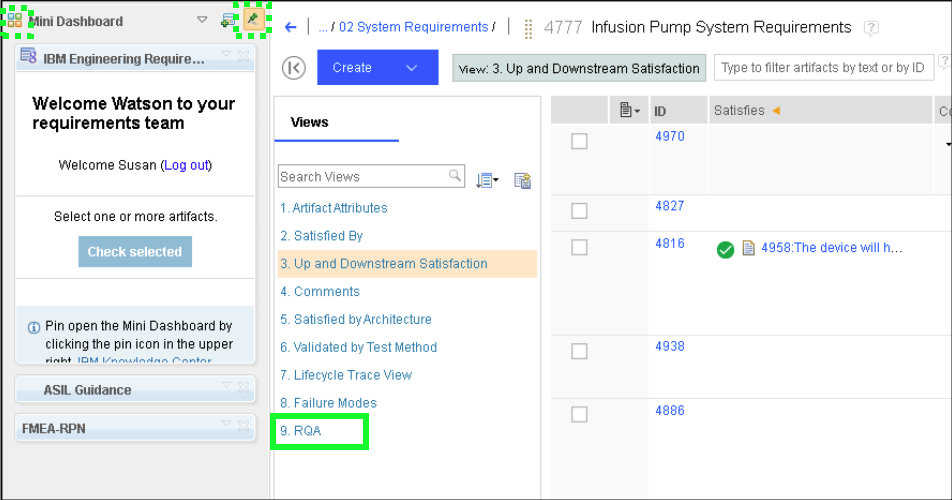 Mini Dashboard
IBM Engineering Require...
Welcome Watson to your
requirements team
Welcome Susan (Log out)
Select one or more artifacts.
Check selected
Pin open the Mini Dashboard by
clicking the pin icon in the upper
right. IBM Knowledge Center
ASIL Guidance
FMEA-RPN
... / 02 System Requirements /
4777 Infusion Pump System Requirements
Create
View: 3. Up and Downstream Satisfaction
Type to filter artifacts by text or by ID
Views
Search Views
1. Artifact Attributes
2. Satisfied By
3. Up and Downstream Satisfaction
4. Comments
5. Satisfied by Architecture
6. Validated by Test Method
7. Lifecycle Trace View
8. Failure Modes
9. RQA
ID
Satisfies
4970
4827
4816
4958:The device will h...
4938
4886